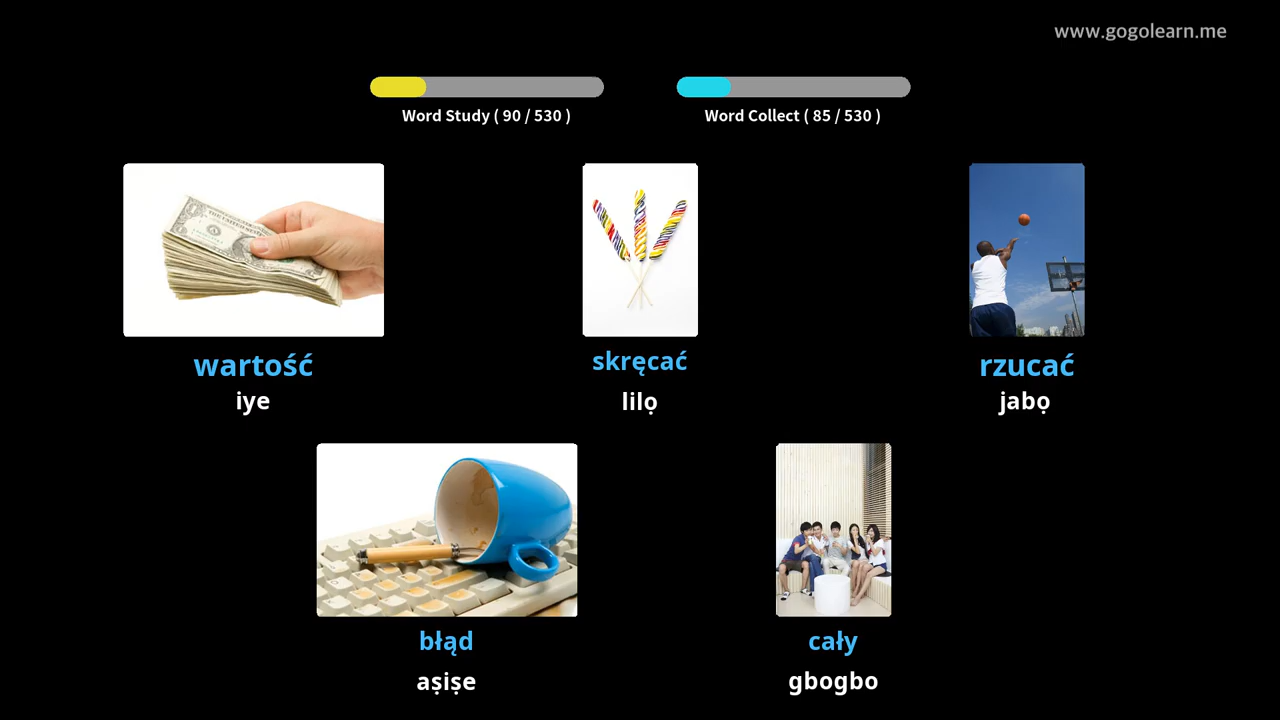 www.gogolearn.me
Word Study ( 90 / 530 )
Word Collect ( 85 / 530 )
wartość
iye
skręcać
lilọ
rzucać
jabọ
błąd
aṣiṣe
cały
gbogbo